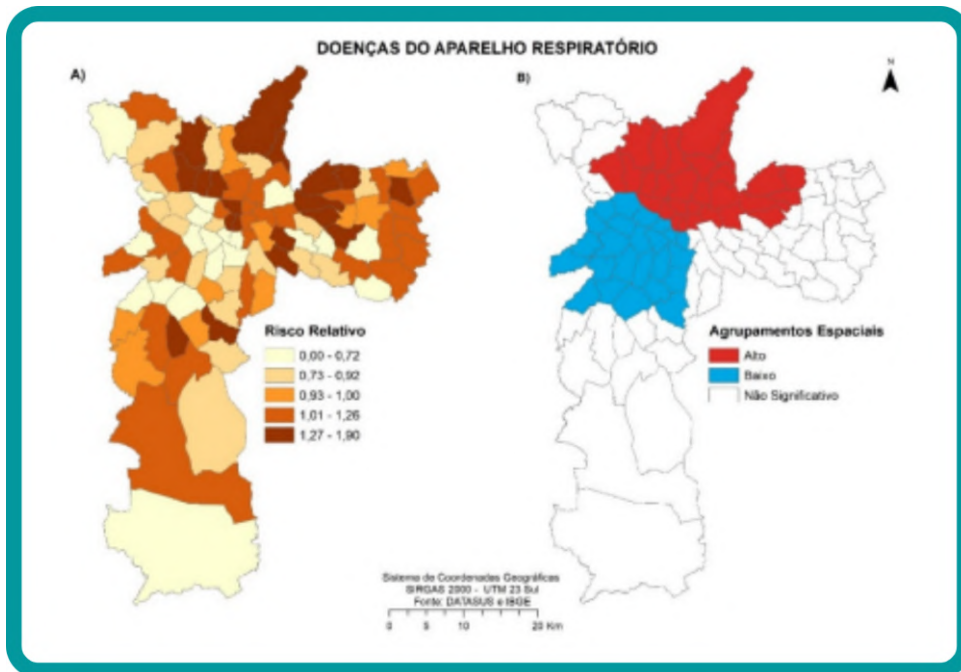 DOENÇAS DO APARELHO RESPIRATÓRIO
A)
B)
N
Risco Relativo
0,00 - 0,72
0,73 - 0,92
0,93 - 1,00
1,01 - 1,26
1,27 - 1,90
Agrupamentos Espaciais
Alto
Baixo
Não Significativo
Sistema de Coordenadas Geográficas
SIRGAS 2000 - UTM 23 Sul
Fonte: DATASUS e IBGE
0 5 10 20 Km